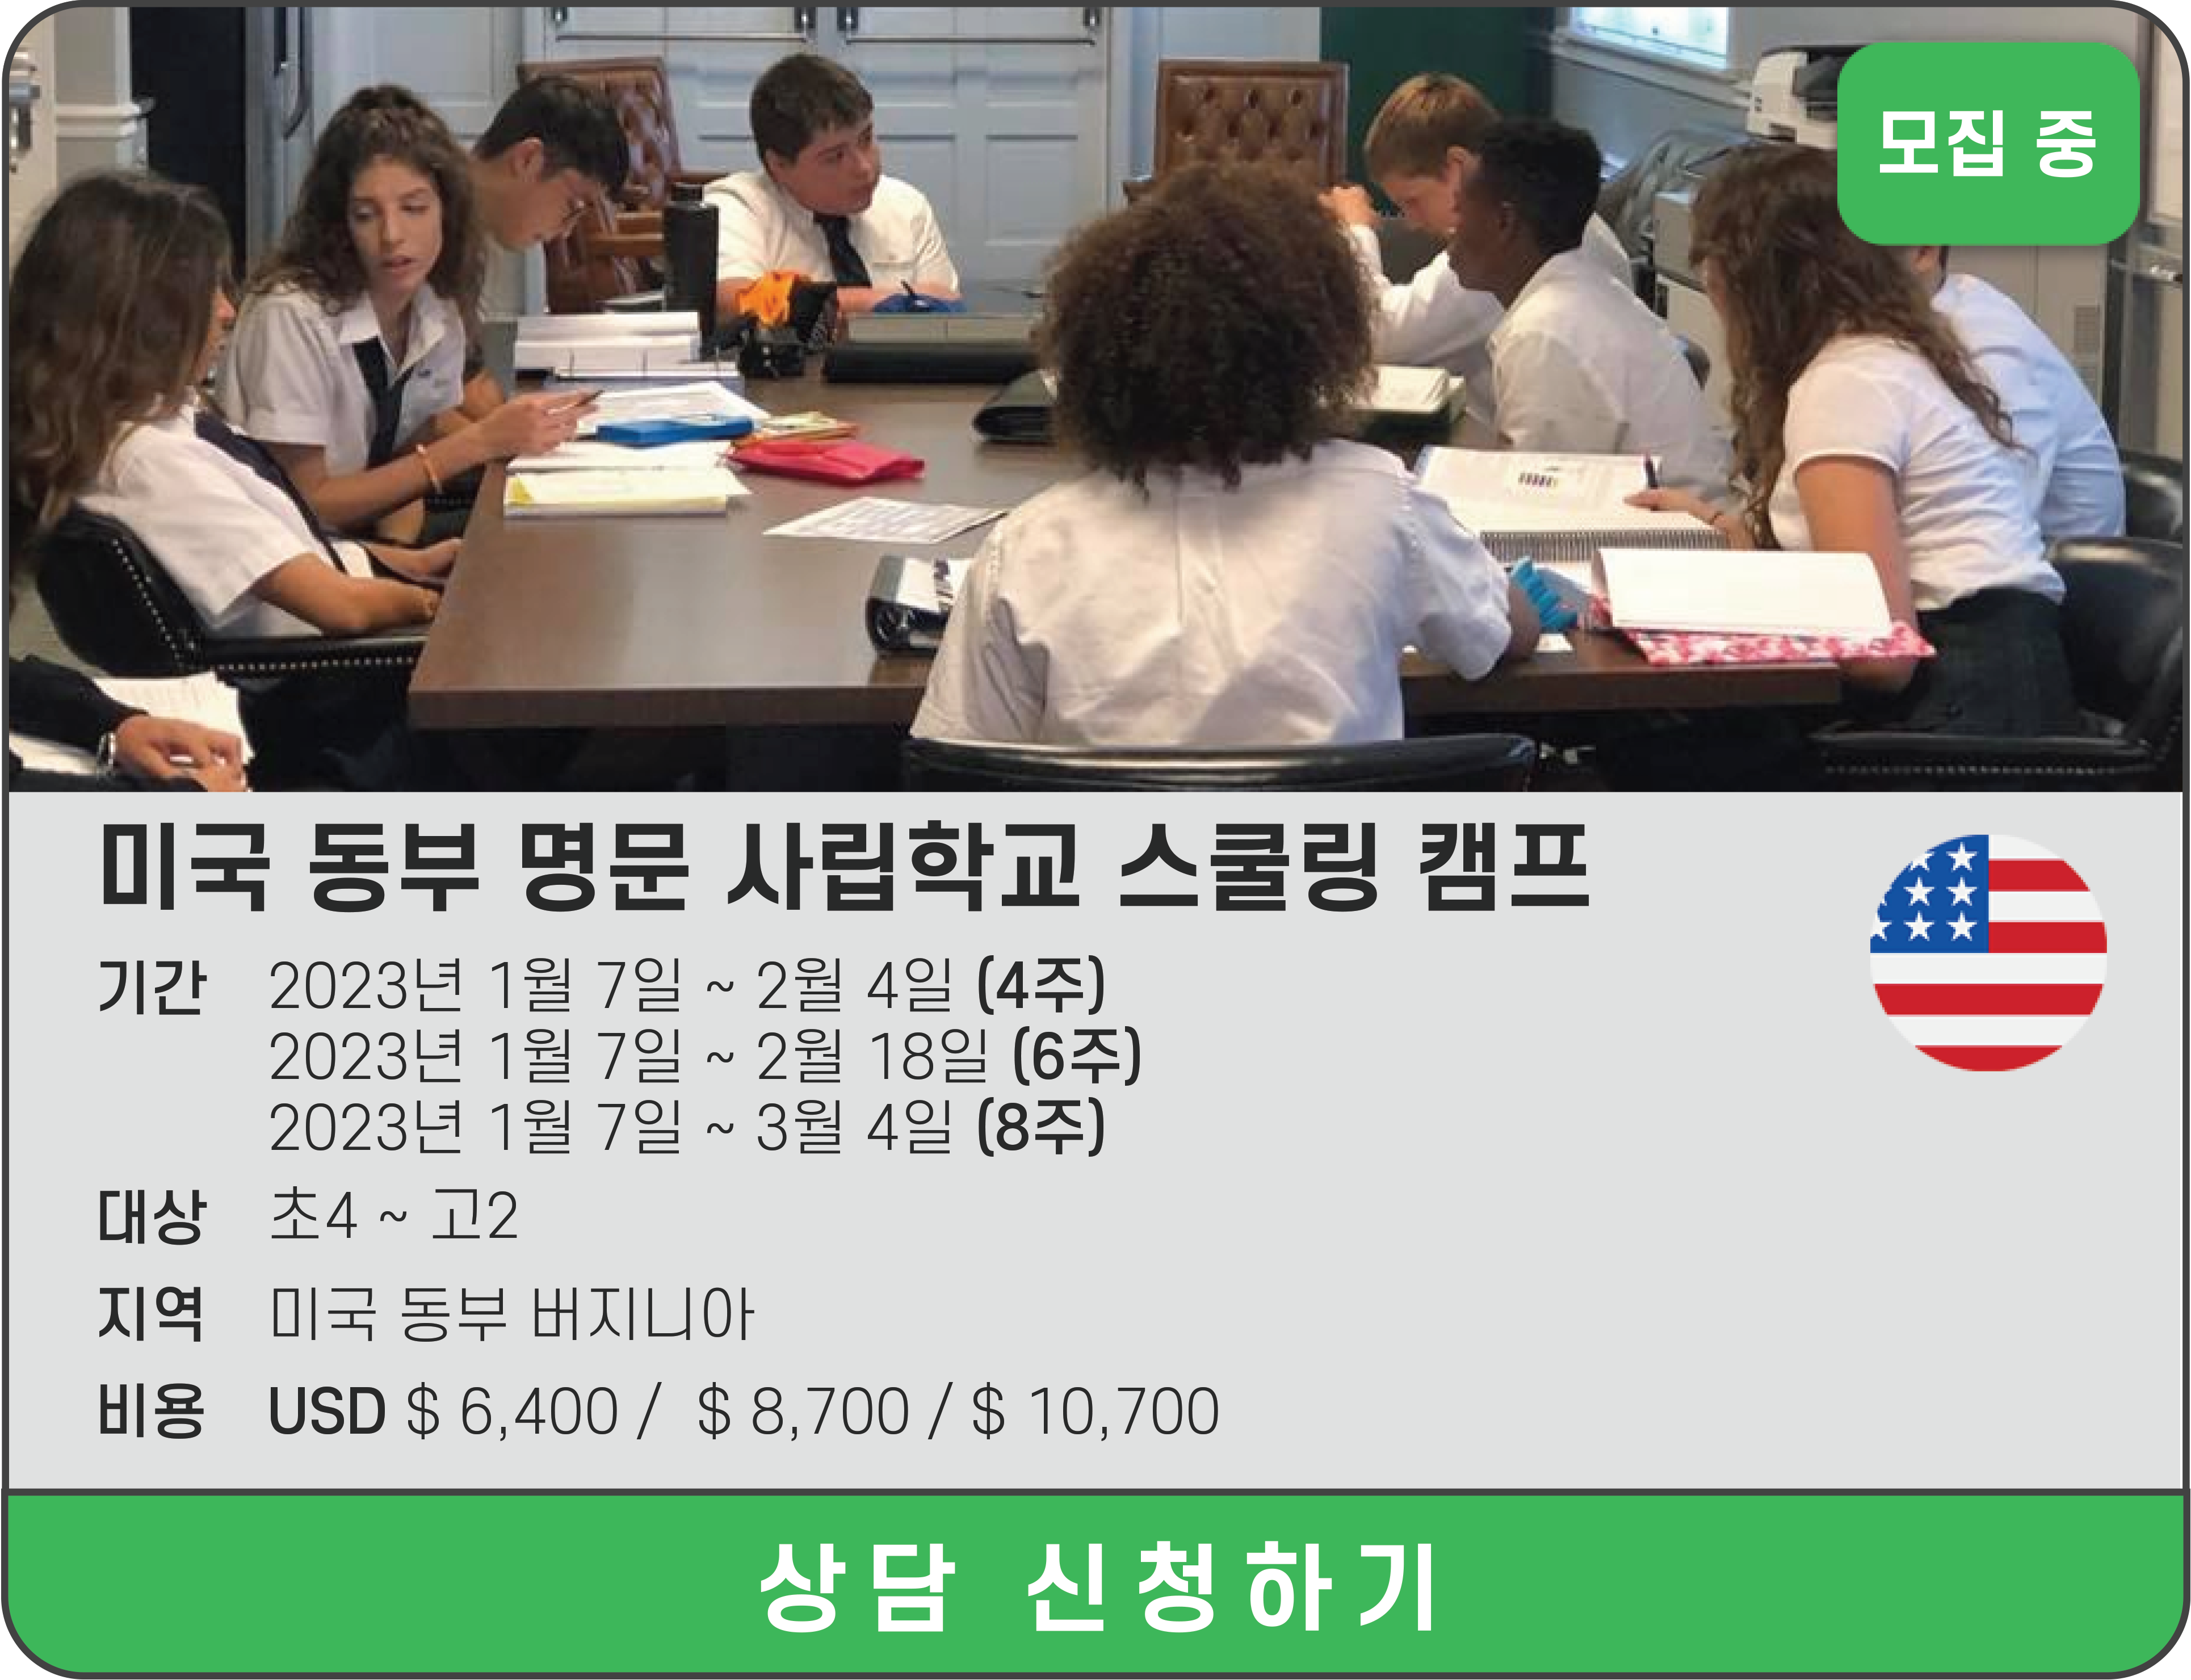 모집 중
미국 동부 명문 사립학교 스쿨링 캠프
기간 2023년 1월 7일 ~ 2월 4일 (4주)
2023년 1월 7일 ~ 2월 18일 (6주)
2023년 1월 7일 ~ 3월 4일 (8주)
대상 초4 ~ 고2
지역 미국 동부 버지니아
비용 USD $ 6,400 / $ 8,700 / $ 10,700
상담 신청하기